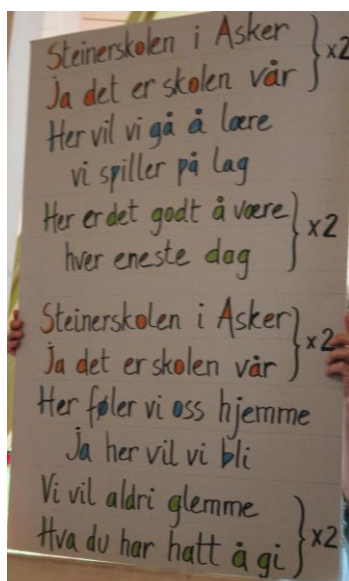 Steinerskolen i Asker
Ja det er skolen vår } x2
Her vil vi gå å lære
vi spiller på lag
Her er det godt å være
hver eneste dag } x2
Steinerskolen i Asker
Ja det er skolen vår } x2
Her føler vi oss hjemme
Ja her vil vi bli
Vi vil aldri glemme
Hva du har hatt å gi } x2